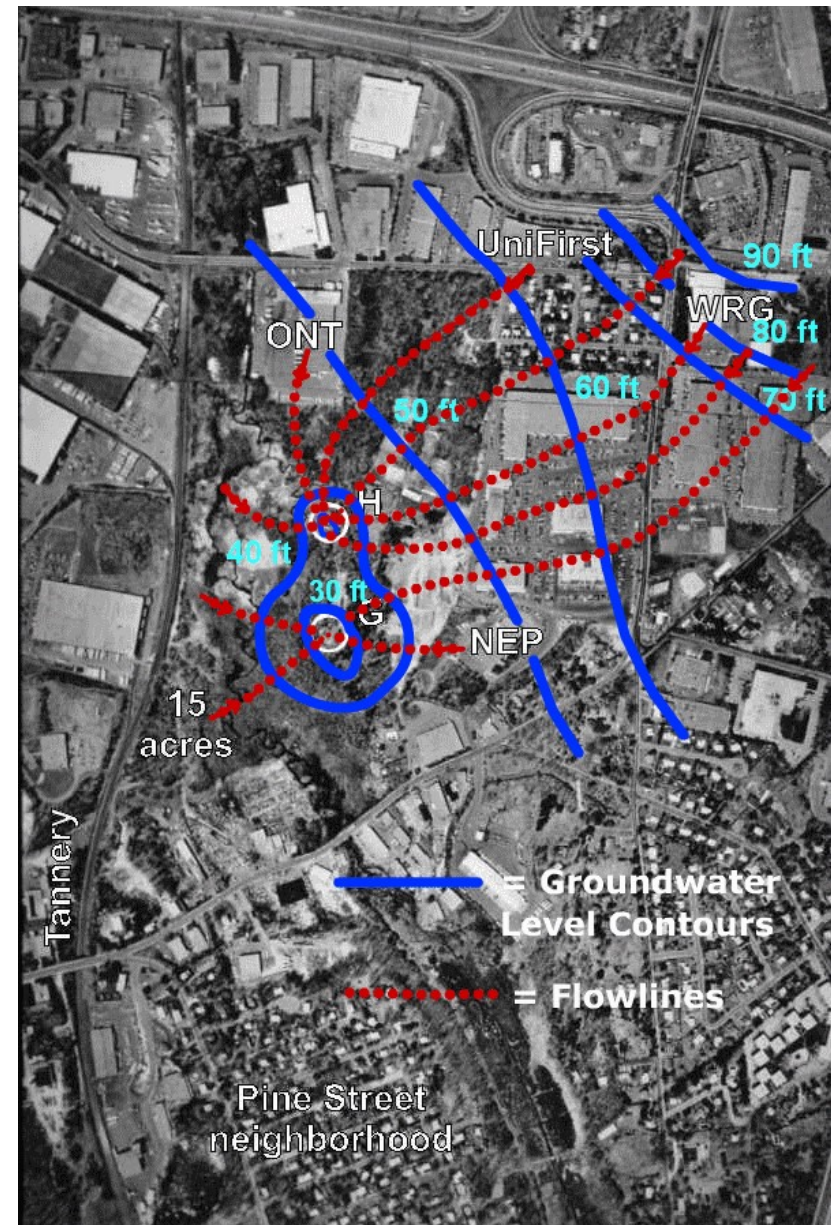 UniFirst
90 ft
WRG
ONT
80 ft
50 ft
60 ft
70 ft
H
40 ft
30 ft
G
NEP
15
acres
Tannery
= Groundwater
Level Contours
= Flowlines
Pine Street
neighborhood